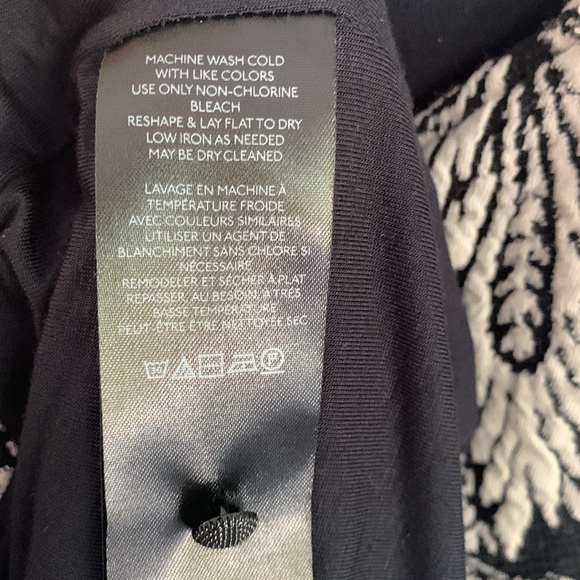 MACHINE WASH COLD
WITH LIKE COLORS
USE ONLY NON-CHLORINE
BLEACH
RESHAPE & LAY FLAT TO DRY
LOW IRON AS NEEDED
MAY BE DRY CLEANED
LAVAGE EN MACHINE À
TEMPÉRATURE FROIDE
AVEC COULEURS SIMILAIRES
UTILISER UN AGENT DE
BLANCHIMENT SANS CHLORE SI
NÉCESSAIRE
REMODELER ET SÉCHER À PLAT
REPASSER, AU BESOIN, À TRÈS
BASSE TEMPÉRATURE
PEUT-ÊTRE ÊTRE NETTOYÉE SEC
30 P